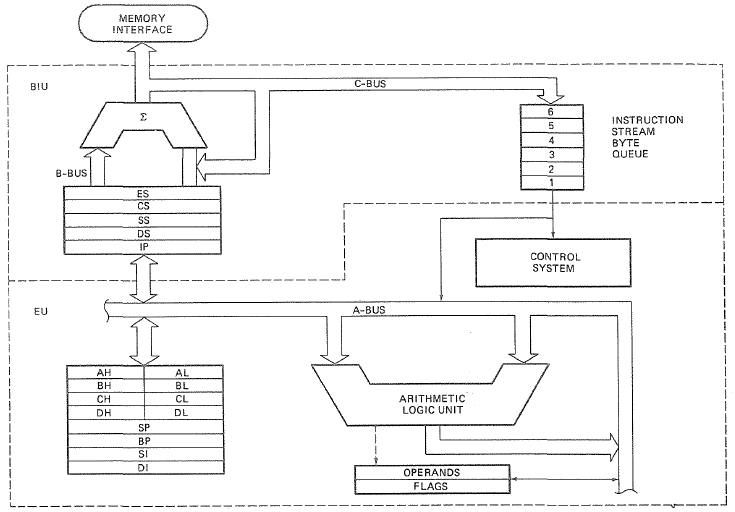 MEMORY
INTERFACE
BIU
C-BUS
Σ
B-BUS
6
5
4
3
2
1
INSTRUCTION
STREAM
BYTE
QUEUE
ES
CS
SS
DS
IP
CONTROL
SYSTEM
EU
A-BUS
AH AL
BH BL
CH CL
DH DL
SP
BP
SI
DI
ARITHMETIC
LOGIC UNIT
OPERANDS
FLAGS